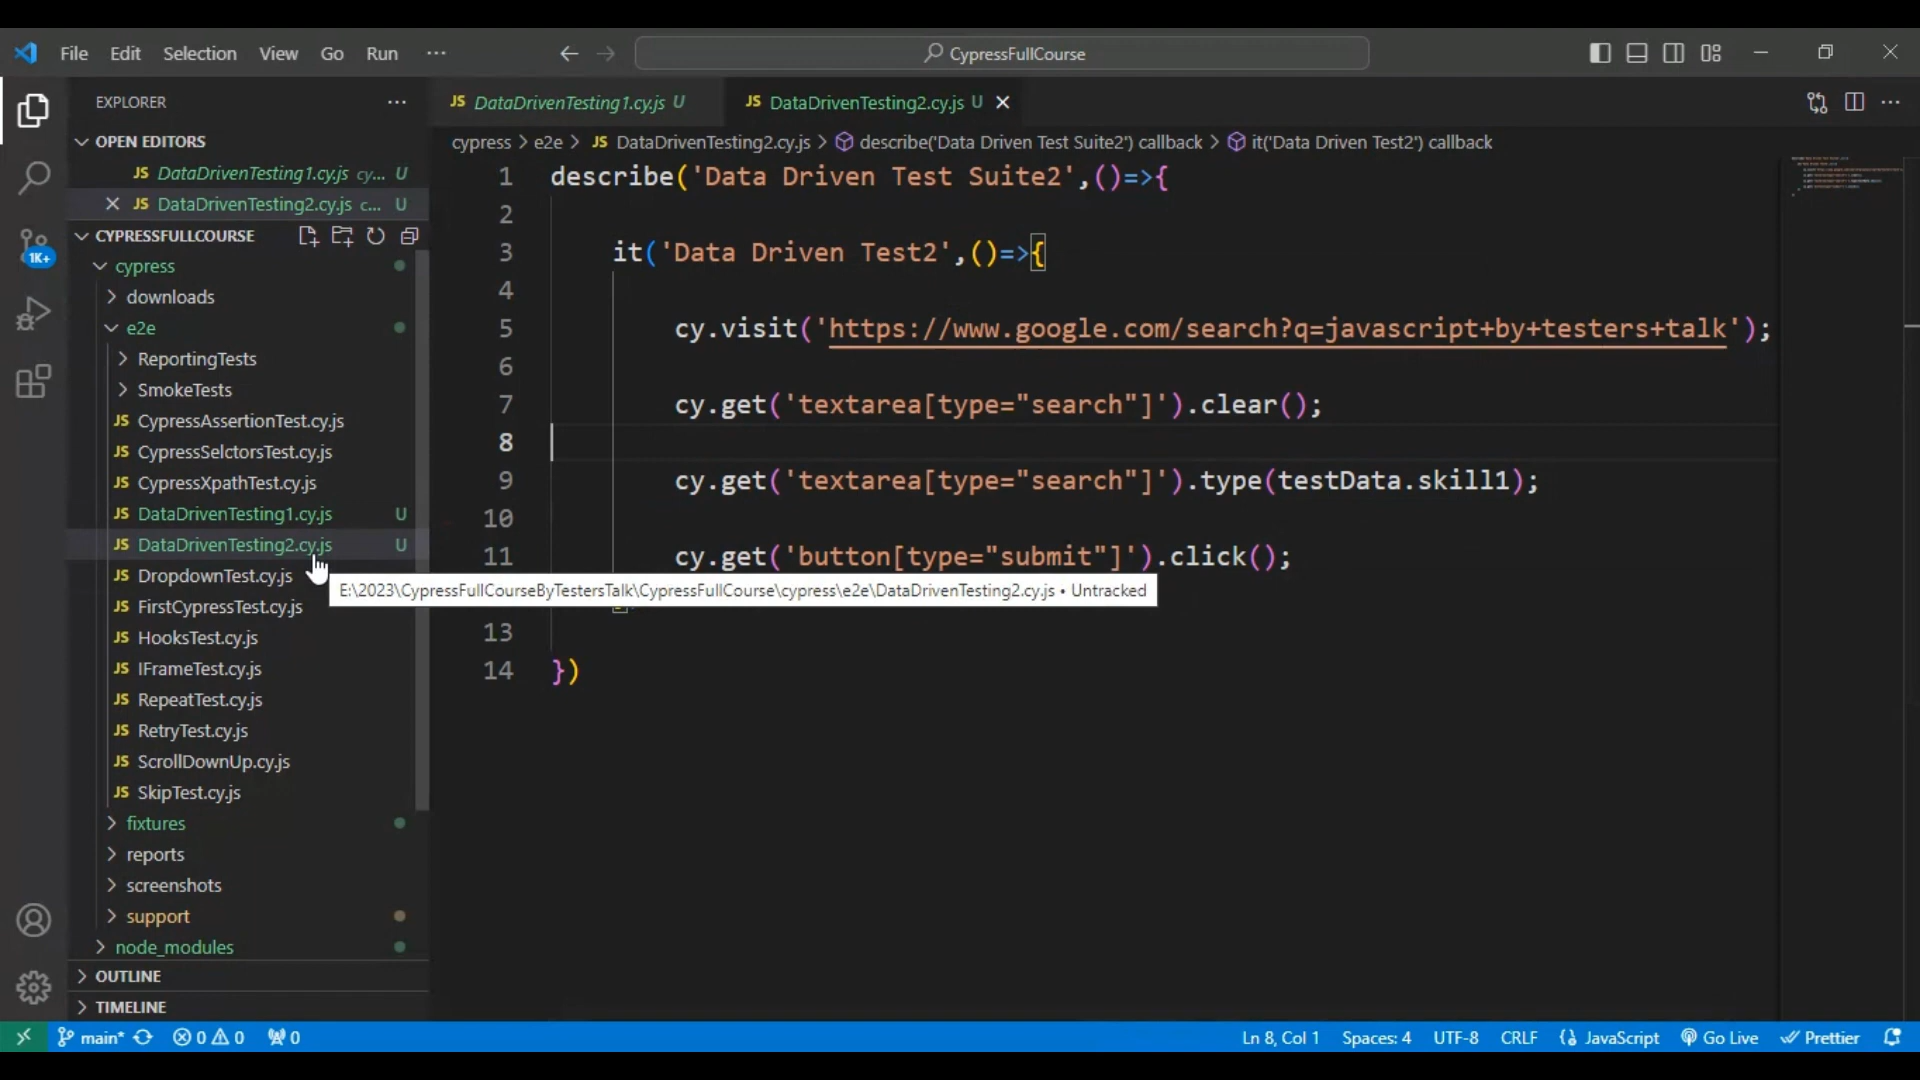 File Edit Selection View Go Run ···
CypressFullCourse
EXPLORER ···
JS DataDrivenTesting1.cy.js U
JS DataDrivenTesting2.cy.js U
OPEN EDITORS
JS DataDrivenTesting1.cy.js cy... U
JS DataDrivenTesting2.cy.js c... U
CYPRESSFULLCOURSE
cypress
downloads
e2e
ReportingTests
SmokeTests
JS CypressAssertionTest.cy.js
JS CypressSelctorsTest.cy.js
JS CypressXpathTest.cy.js
JS DataDrivenTesting1.cy.js U
JS DataDrivenTesting2.cy.js U
JS DropdownTest.cy.js
JS FirstCypressTest.cy.js
JS HooksTest.cy.js
JS IFrameTest.cy.js
JS RepeatTest.cy.js
JS RetryTest.cy.js
JS ScrollDownUp.cy.js
JS SkipTest.cy.js
fixtures
reports
screenshots
support
node_modules
OUTLINE
TIMELINE
1K+
cypress > e2e > JS DataDrivenTesting2.cy.js > describe('Data Driven Test Suite2') callback > it('Data Driven Test2') callback
1 describe('Data Driven Test Suite2',()=>{
2
3 it('Data Driven Test2',()=>{
4
5 cy.visit('https://www.google.com/search?q=javascript+by+testers+talk');
6
7 cy.get('textarea[type="search"]').clear();
8
9 cy.get('textarea[type="search"]').type(testData.skill1);
10
11 cy.get('button[type="submit"]').click();
E:\2023\CypressFullCourseByTestersTalk\CypressFullCourse\cypress\e2e\DataDrivenTesting2.cy.js • Untracked
13
14 })
main* 0 0 0
Ln 8, Col 1 Spaces: 4 UTF-8 CRLF JavaScript Go Live Prettier